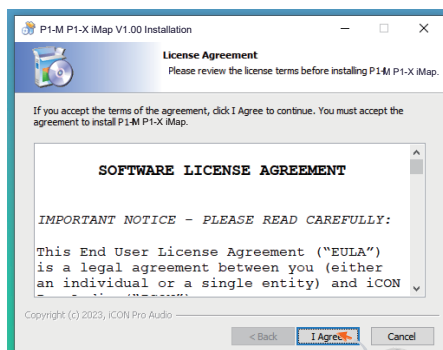 P1-M P1-X iMap V1.00 Installation
License Agreement
Please review the license terms before installing P1-M P1-X iMap.
If you accept the terms of the agreement, click I Agree to continue. You must accept the
agreement to install P1-M P1-X iMap.
SOFTWARE LICENSE AGREEMENT
IMPORTANT NOTICE – PLEASE READ CAREFULLY:
This End User License Agreement (“EULA”)
is a legal agreement between you (either
an individual or a single entity) and iCON
Copyright (c) 2023, iCON Pro Audio
< Back I Agree Cancel